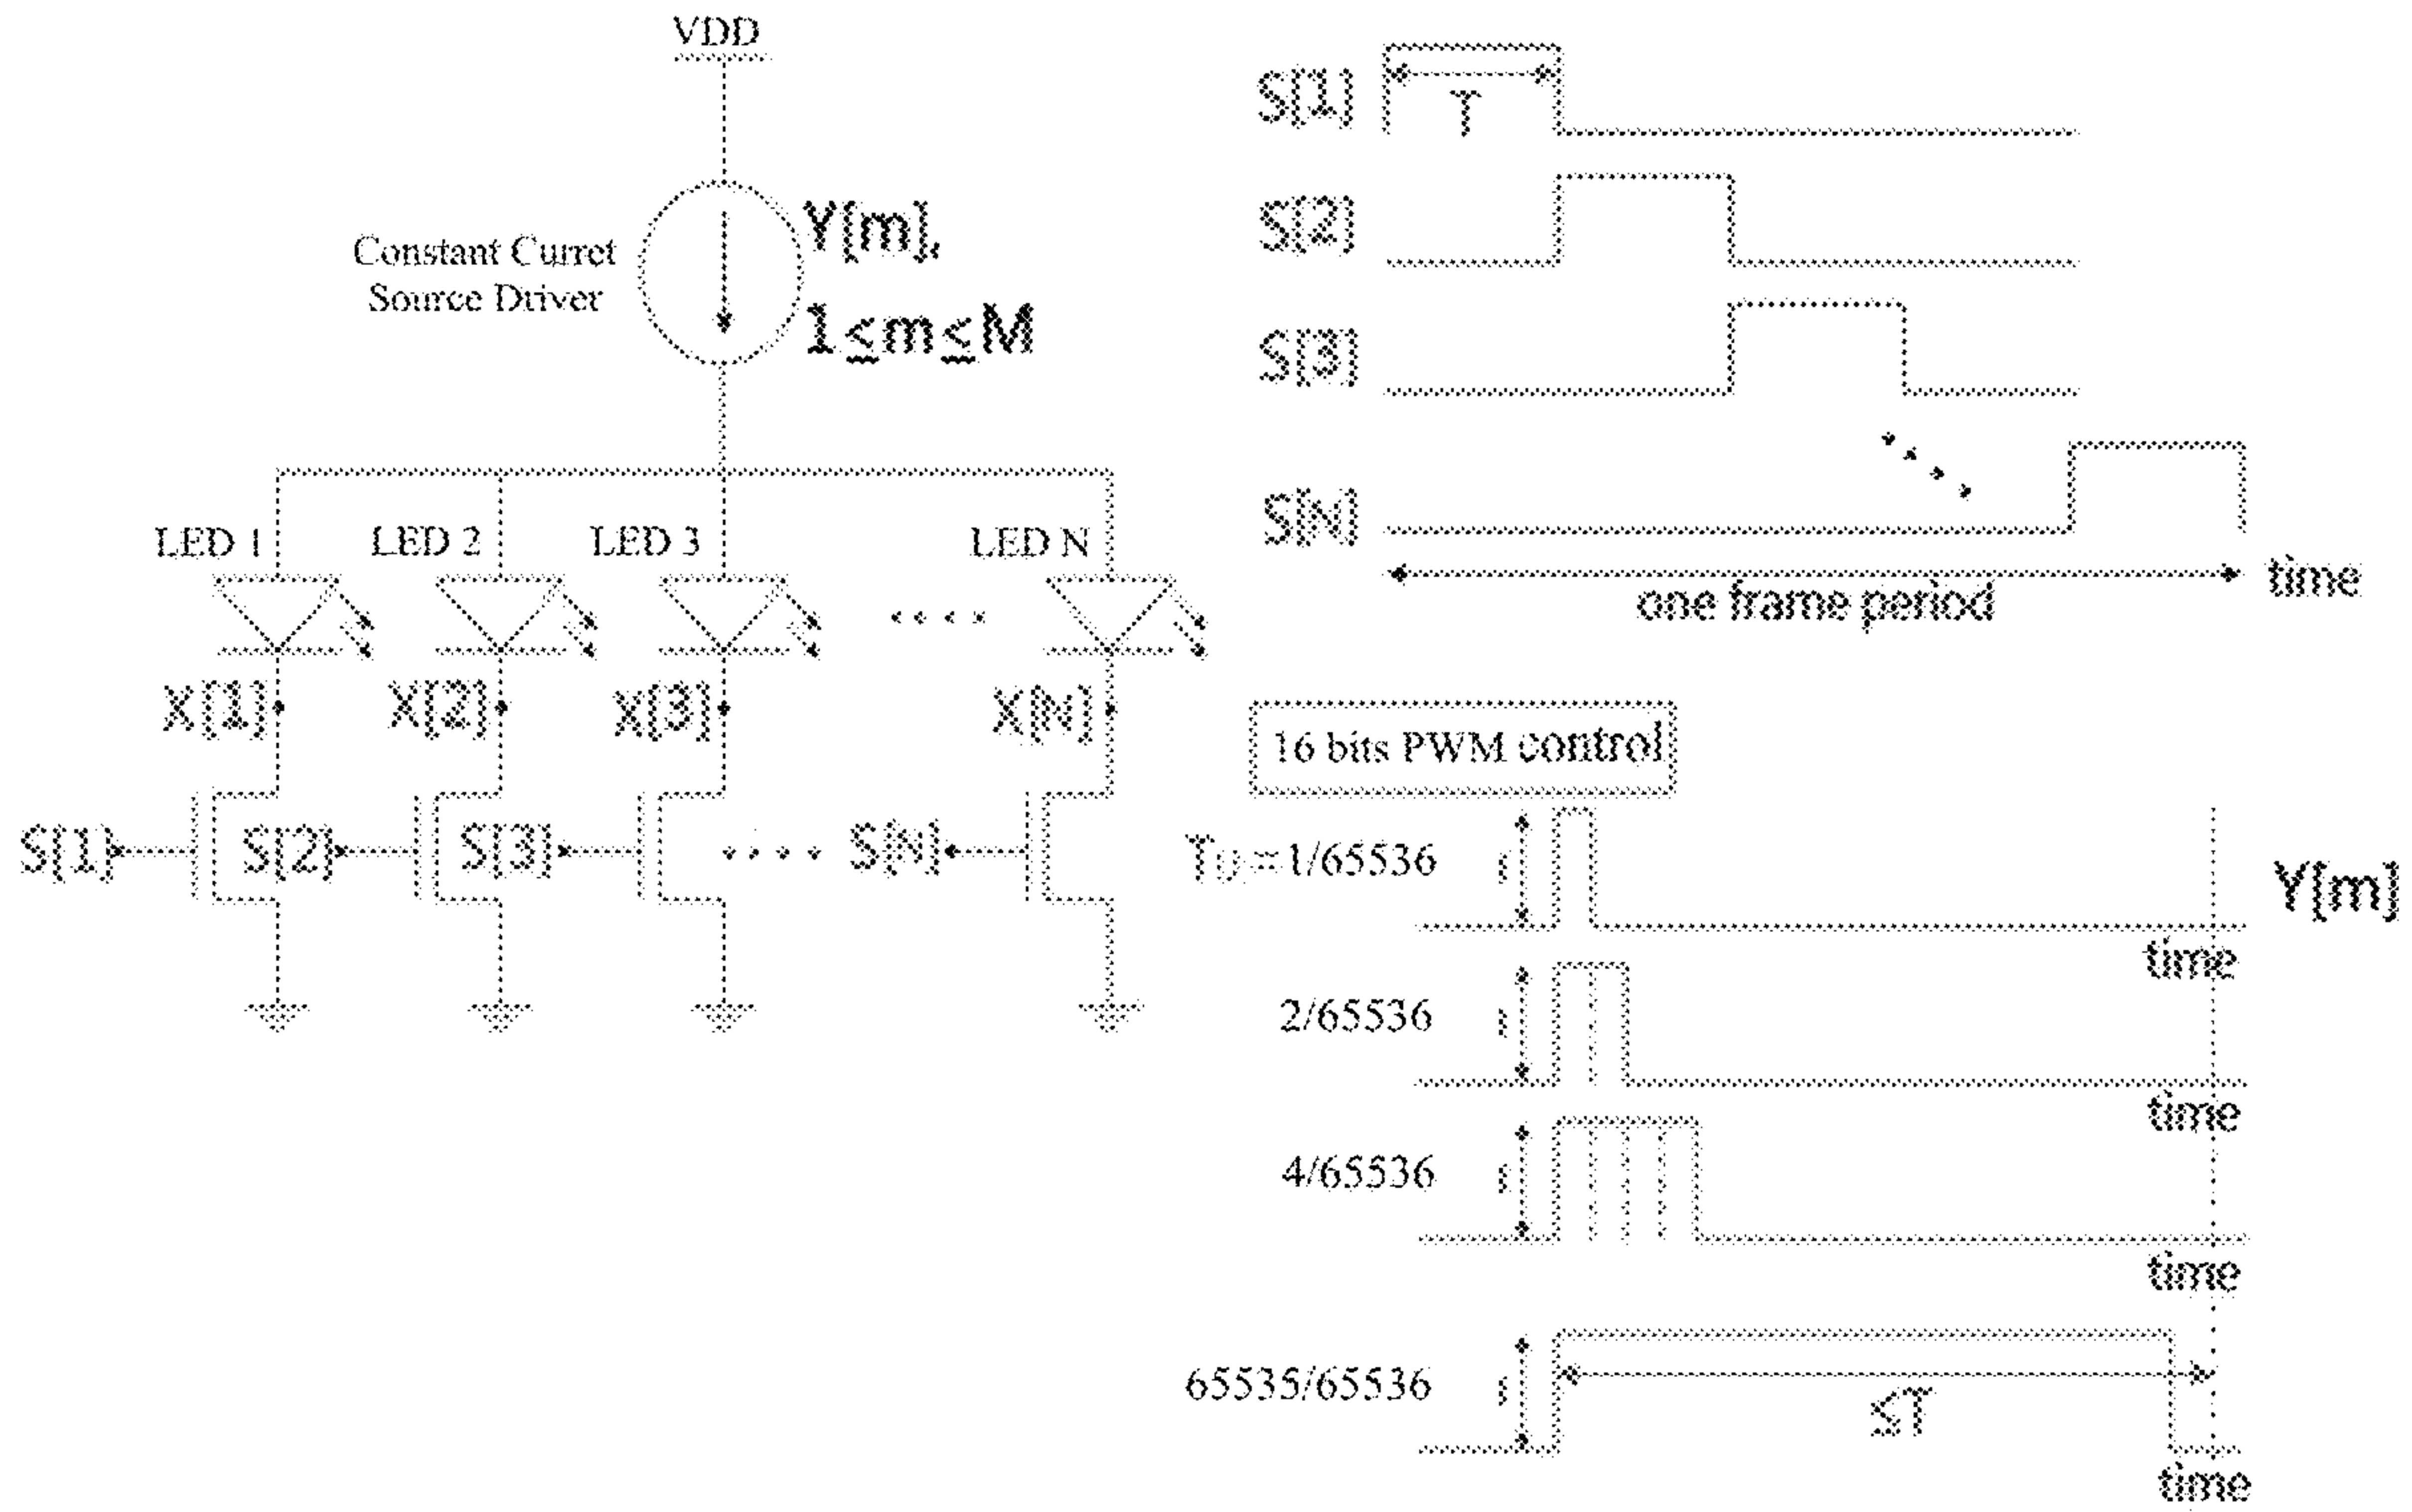 VDD
Constant Curret
Source Driver
Y[m],
1≤m≤M
LED 1
LED 2
LED 3
LED N
X[1]
X[2]
X[3]
X[N]
S[1]
S[2]
S[3]
S[N]
S[1]
T
S[2]
S[3]
S[N]
time
one frame period
16 bits PWM control
TU=1/65536
I
Y[m]
time
2/65536
I
time
4/65536
I
time
65535/65536
I
≤T
time